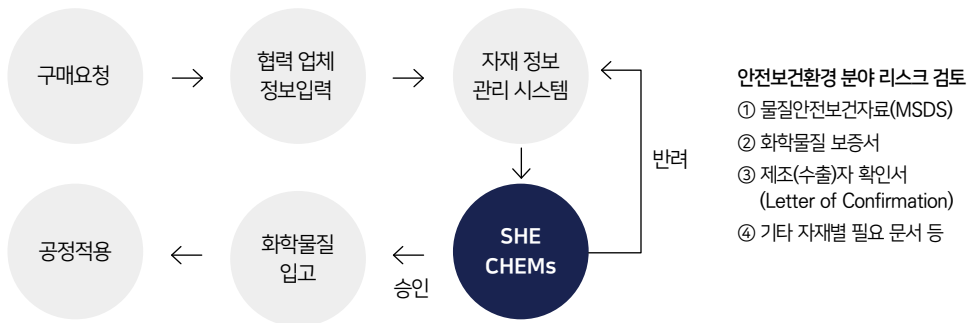 구매요청
협력 업체
정보입력
자재 정보
관리 시스템
반려
SHE
CHEMs
승인
화학물질
입고
공정적용
안전보건환경 분야 리스크 검토
① 물질안전보건자료(MSDS)
② 화학물질 보증서
③ 제조(수출)자 확인서
(Letter of Confirmation)
④ 기타 자재별 필요 문서 등